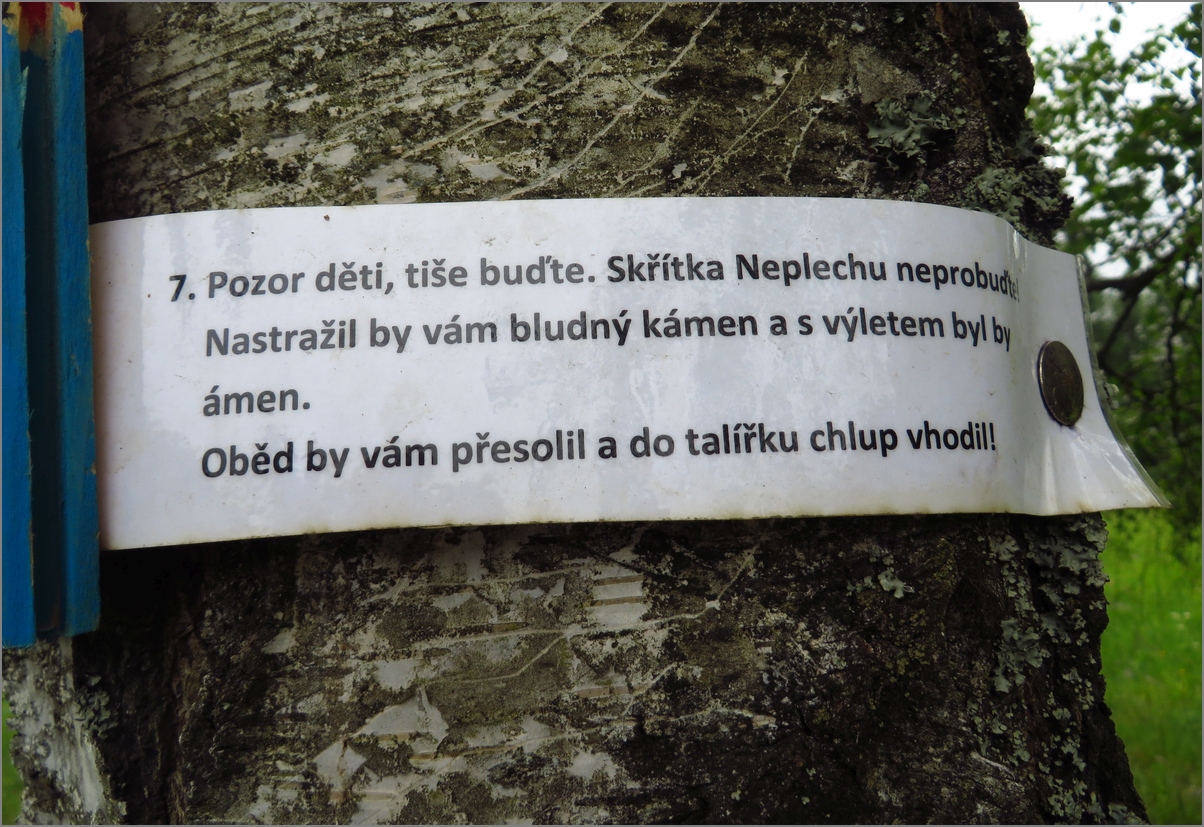 7. Pozor děti, tiše buďte. Skřítka Neplechu neprobuďte!
Nastražil by vám bludný kámen a s výletem byl by
ámen.
Oběd by vám přesolil a do talířku chlup vhodil!